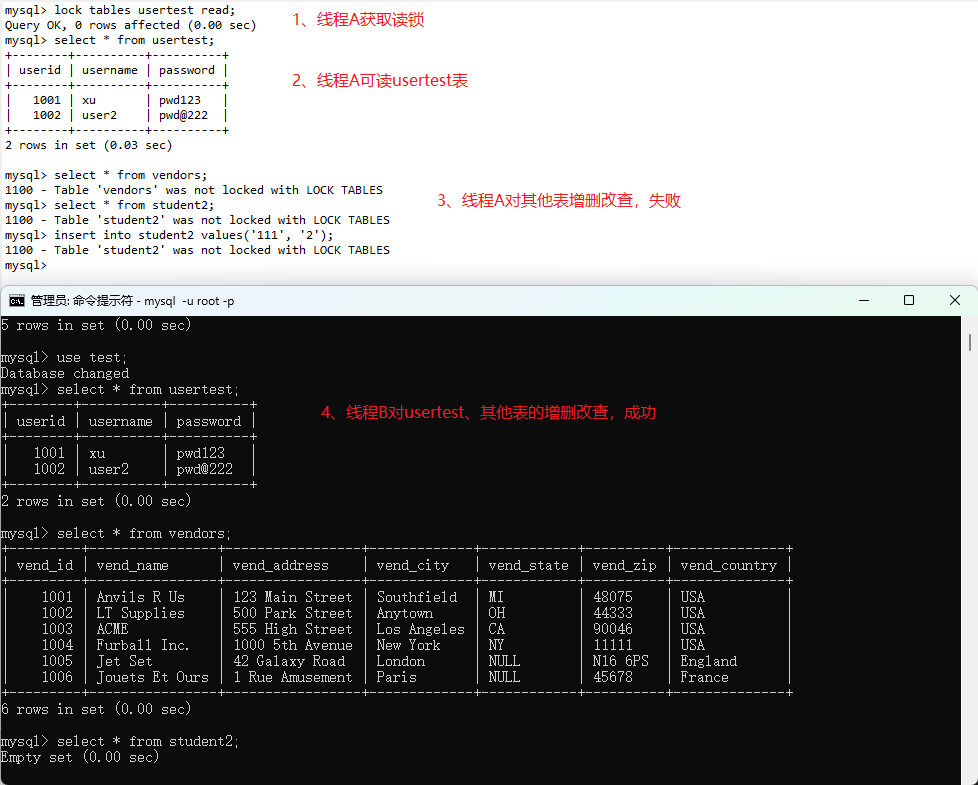 mysql> lock tables usertest read;
Query OK, 0 rows affected (0.00 sec)
1、线程A获取读锁
mysql> select * from usertest;
+--------+----------+----------+
| userid | username | password |
+--------+----------+----------+
2、线程A可读usertest表
|   1001 | xu       | pwd123   |
|   1002 | user2    | pwd@222  |
+--------+----------+----------+
2 rows in set (0.03 sec)
mysql> select * from vendors;
1100 - Table 'vendors' was not locked with LOCK TABLES
mysql> select * from student2;
3、线程A对其他表增删改查，失败
1100 - Table 'student2' was not locked with LOCK TABLES
mysql> insert into student2 values('111', '2');
1100 - Table 'student2' was not locked with LOCK TABLES
mysql>
管理员: 命令提示符 - mysql  -u root -p
5 rows in set (0.00 sec)
mysql> use test;
Database changed
mysql> select * from usertest;
+--------+----------+----------+
| userid | username | password |
4、线程B对usertest、其他表的增删改查，成功
+--------+----------+----------+
|   1001 | xu       | pwd123   |
|   1002 | user2    | pwd@222  |
+--------+----------+----------+
2 rows in set (0.00 sec)
mysql> select * from vendors;
+---------+----------------+-----------------+-------------+------------+----------+--------------+
| vend_id | vend_name      | vend_address    | vend_city   | vend_state | vend_zip | vend_country |
+---------+----------------+-----------------+-------------+------------+----------+--------------+
|    1001 | Anvils R Us    | 123 Main Street | Southfield  | MI         | 48075    | USA          |
|    1002 | LT Supplies    | 500 Park Street | Anytown     | OH         | 44333    | USA          |
|    1003 | ACME           | 555 High Street | Los Angeles | CA         | 90046    | USA          |
|    1004 | Furball Inc.   | 1000 5th Avenue | New York    | NY         | 11111    | USA          |
|    1005 | Jet Set        | 42 Galaxy Road  | London      | NULL       | N16 6PS  | England      |
|    1006 | Jouets Et Ours | 1 Rue Amusement | Paris       | NULL       | 45678    | France       |
+---------+----------------+-----------------+-------------+------------+----------+--------------+
6 rows in set (0.00 sec)
mysql> select * from student2;
Empty set (0.00 sec)